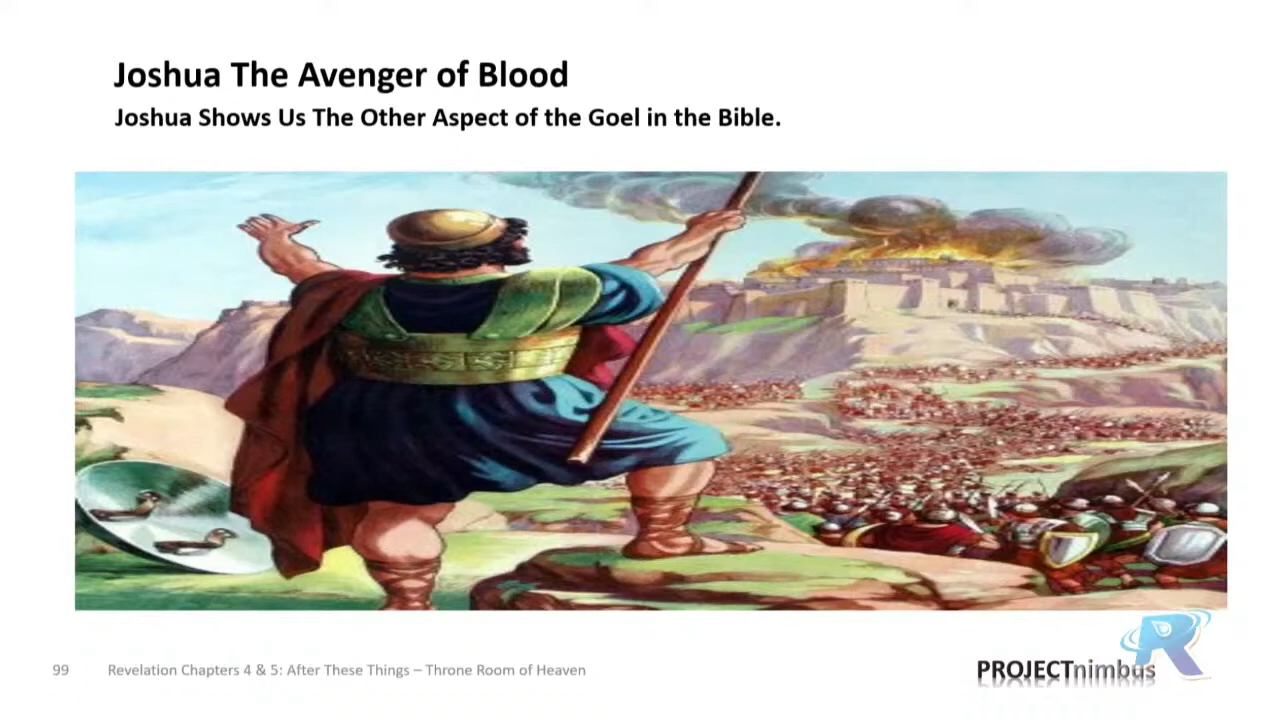 Joshua The Avenger of Blood
Joshua Shows Us The Other Aspect of the Goel in the Bible.
99 Revelation Chapters 4 & 5: After These Things – Throne Room of Heaven
PROJECTnimbus
R